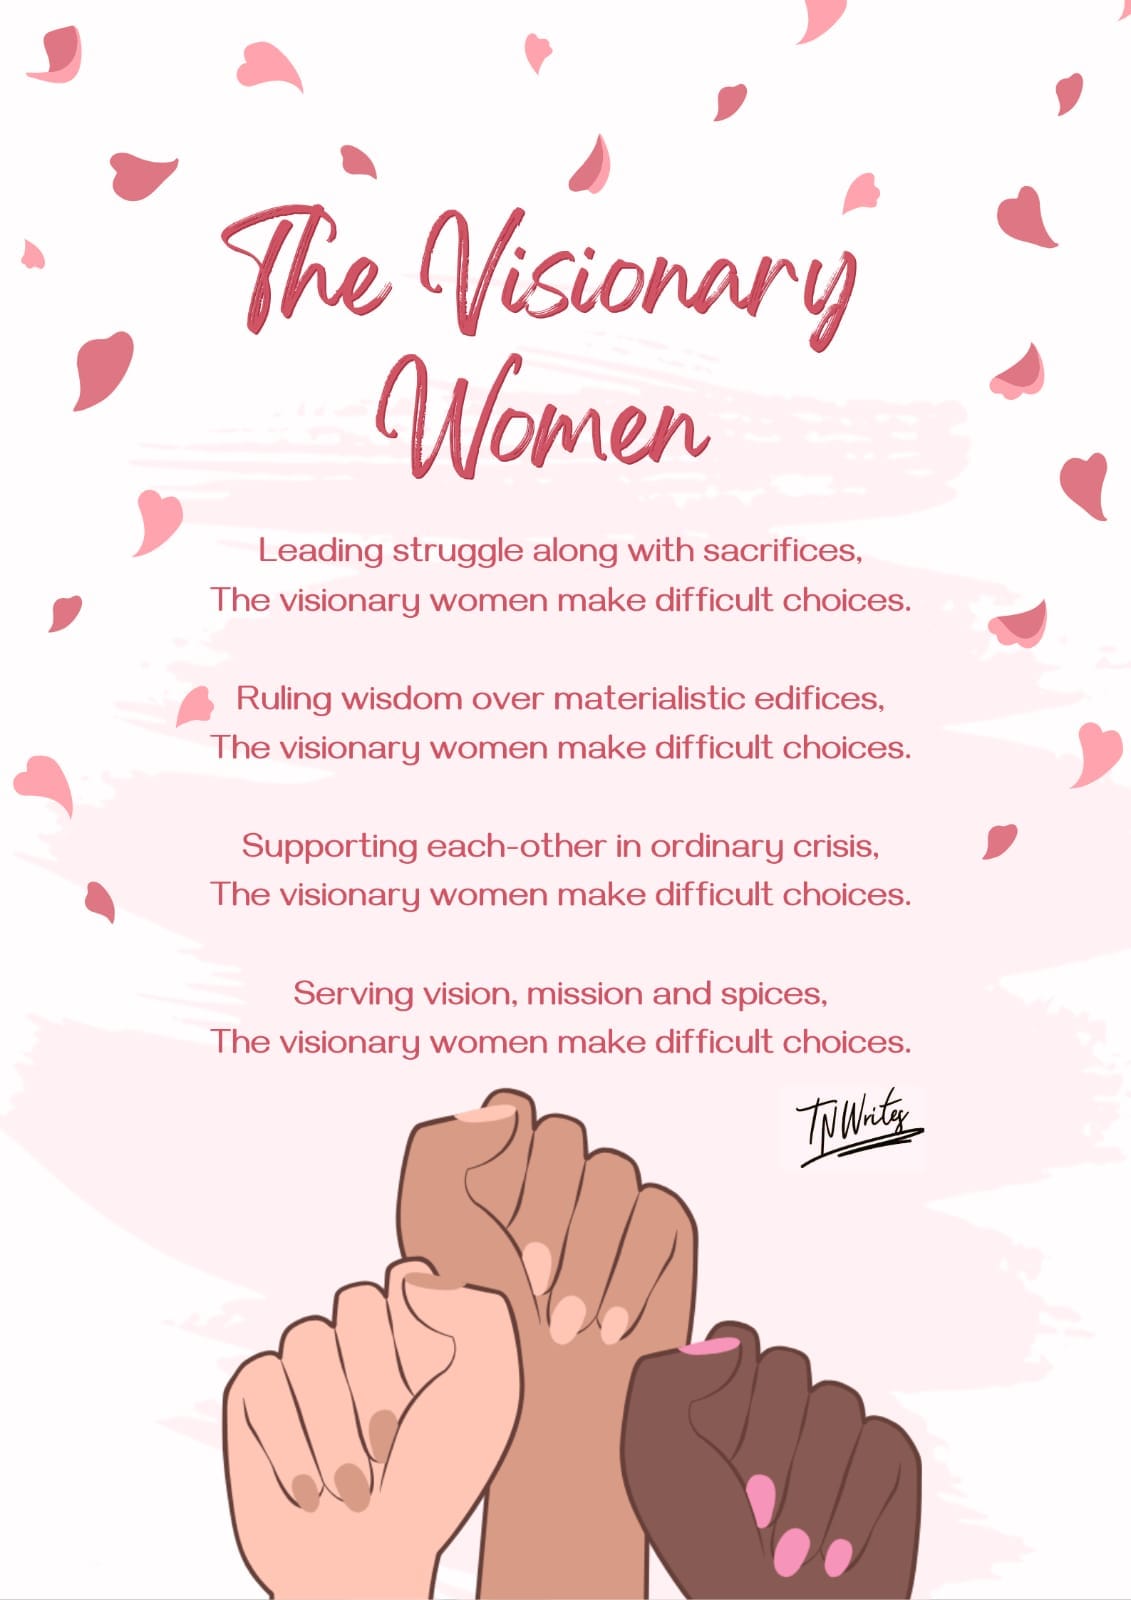 The Visionary
Women
Leading struggle along with sacrifices,
The visionary women make difficult choices.
Ruling wisdom over materialistic edifices,
The visionary women make difficult choices.
Supporting each-other in ordinary crisis,
The visionary women make difficult choices.
Serving vision, mission and spices,
The visionary women make difficult choices.
TNWrites